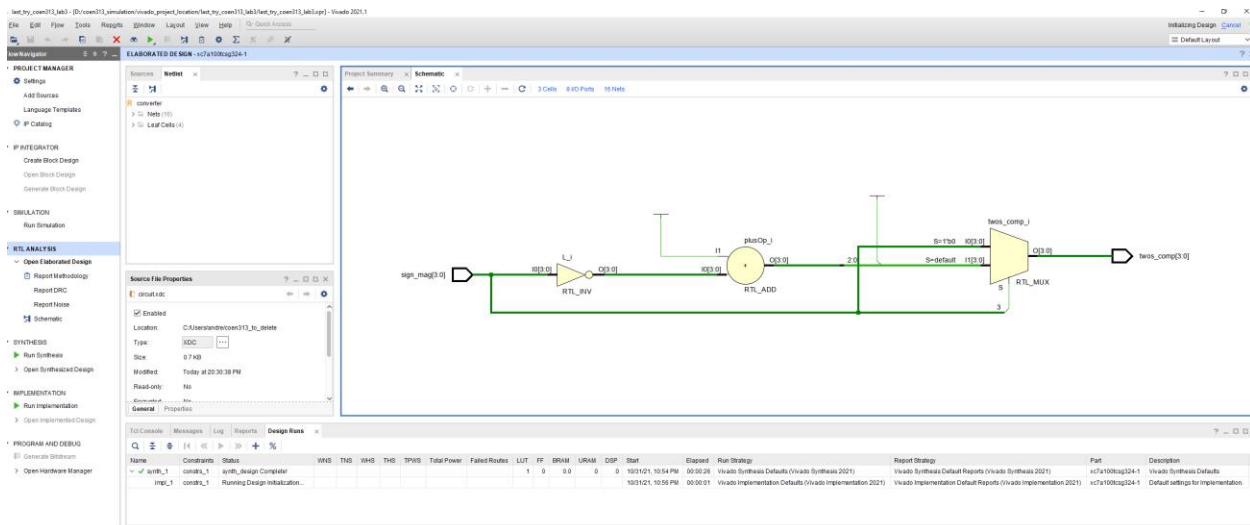 last_try_coen313_lab3 - [D:/coen313_simulation/vivado_project_location/last_try_coen313_lab3/last_try_coen313_lab3.xpr] - Vivado 2021.1
File Edit Flow Tools Reports Window Layout View Help Quick Access
Initializing Design Cancel
Default Layout
Flow Navigator
ELABORATED DESIGN - xc7a100tcsg324-1
PROJECT MANAGER
Settings
Add Sources
Language Templates
IP Catalog
IP INTEGRATOR
Create Block Design
Open Block Design
Generate Block Design
SIMULATION
Run Simulation
RTL ANALYSIS
Open Elaborated Design
Report Methodology
Report DRC
Report Noise
Schematic
SYNTHESIS
Run Synthesis
Open Synthesized Design
IMPLEMENTATION
Run Implementation
Open Implemented Design
PROGRAM AND DEBUG
Generate Bitstream
Open Hardware Manager
Sources Netlist
converter
Nets
Leaf Cells (4)
Source File Properties
circuit.xdc
Enabled
Location: C:/Users/andre/coen313_to_delete
Type: XDC
Size: 0.7 KB
Modified: Today at 20:30:38 PM
Read-only: No
General Properties
Project Summary Schematic
3 Cells 8 I/O Ports 16 Nets
sign_mag[3:0]
I0[3:0]
O[3:0]
RTL_INV
plusOp_i
I1
I0[3:0]
+
O[3:0]
RTL_ADD
2:0
twos_comp_i
S=1'b0 I0[3:0]
S=default I1[3:0]
O[3:0]
S
RTL_MUX
3
twos_comp[3:0]
Tcl Console Messages Log Reports Design Runs
Name Constraints Status WNS TNS WHS THS TPWS Total Power Failed Routes LUT FF BRAM URAM DSP Start Elapsed Run Strategy Report Strategy Part Description
synth_1 constrs_1 synth_design Complete! 1 0 0.0 0 0 10/31/21, 10:54 PM 00:00:26 Vivado Synthesis Defaults (Vivado Synthesis 2021) Vivado Synthesis Default Reports (Vivado Synthesis 2021) xc7a100tcsg324-1 Vivado Synthesis Defaults
impl_1 constrs_1 Running Design Initialization... 10/31/21, 10:56 PM 00:00:01 Vivado Implementation Defaults (Vivado Implementation 2021) Vivado Implementation Default Reports (Vivado Implementation 2021) xc7a100tcsg324-1 Default settings for Implementation.